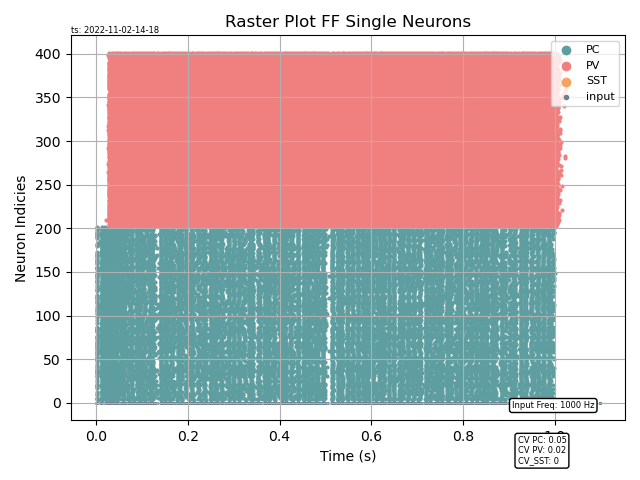 Raster Plot FF Single Neurons
ts: 2022-11-02-14-18
PC
PV
SST
input
400
350
300
250
200
150
100
50
0
Neuron Indicies
Input Freq: 1000 Hz
0.0 0.2 0.4 0.6 0.8 1.0
Time (s)
CV PC: 0.05
CV PV: 0.02
CV_SST: 0